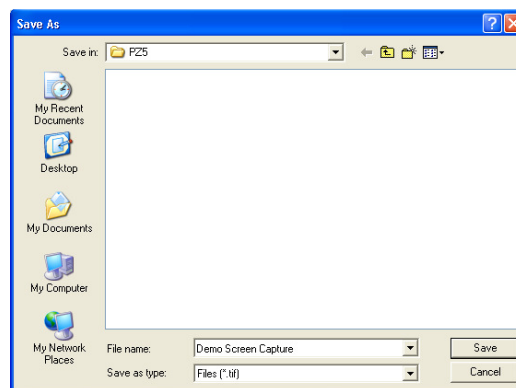 Save As
Save in: PZ5
My Recent
Documents
Desktop
My Documents
My Computer
My Network
Places
File name: Demo Screen Capture Save
Save as type: Files (*.tif) Cancel